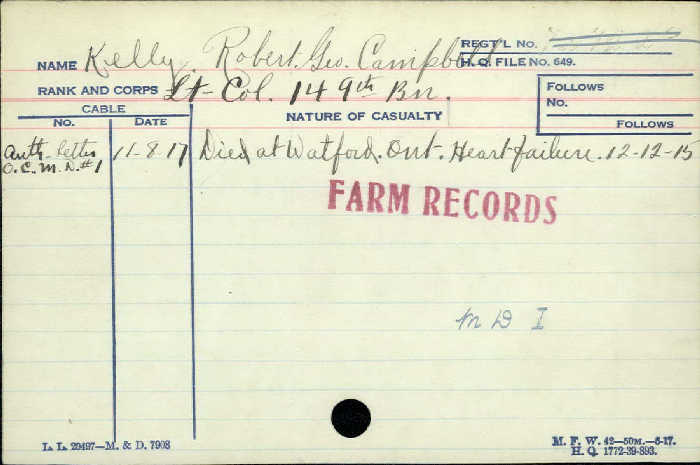 NAME Kelly. Robert. Geo. Campbell REGT'L No.
H. Q. FILE No. 649.
RANK AND CORPS Lt-Col. 149th Bn.
FOLLOWS
No.
FOLLOWS
CABLE
No. DATE NATURE OF CASUALTY
auth-letter 11-8-17 Died at Watford. Ont. Heart failure. 12-12-15
O.C.M.D.#1
FARM RECORDS
M D I
L. L. 20497—M. & D. 7908
M. F. W. 42—50M.—6-17.
H. Q. 1772-39-893.